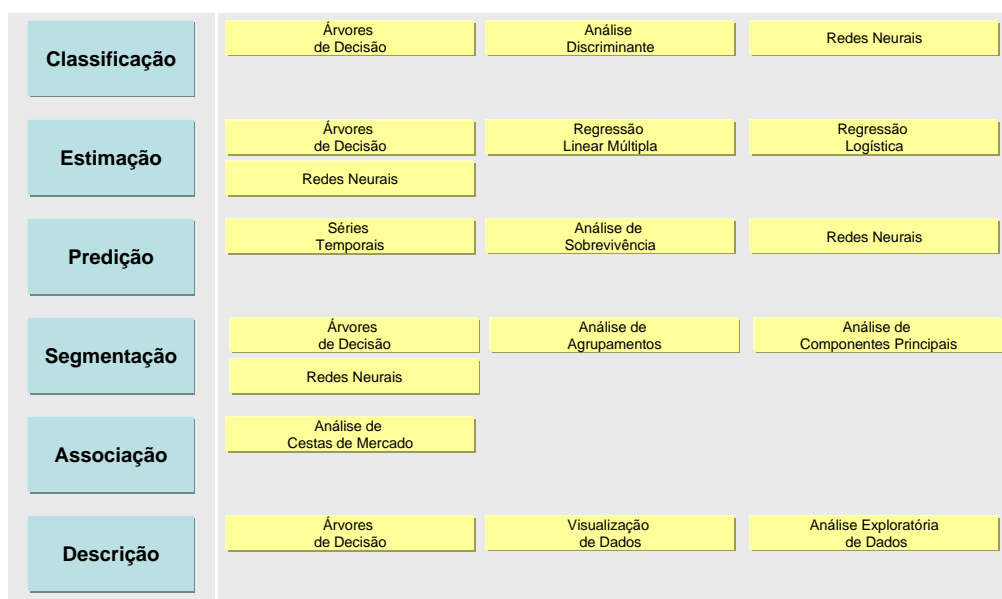 Classificação
Árvores
de Decisão
Análise
Discriminante
Redes Neurais
Estimação
Árvores
de Decisão
Regressão
Linear Múltipla
Regressão
Logística
Redes Neurais
Predição
Séries
Temporais
Análise de
Sobrevivência
Redes Neurais
Segmentação
Árvores
de Decisão
Análise de
Agrupamentos
Análise de
Componentes Principais
Redes Neurais
Associação
Análise de
Cestas de Mercado
Descrição
Árvores
de Decisão
Visualização
de Dados
Análise Exploratória
de Dados